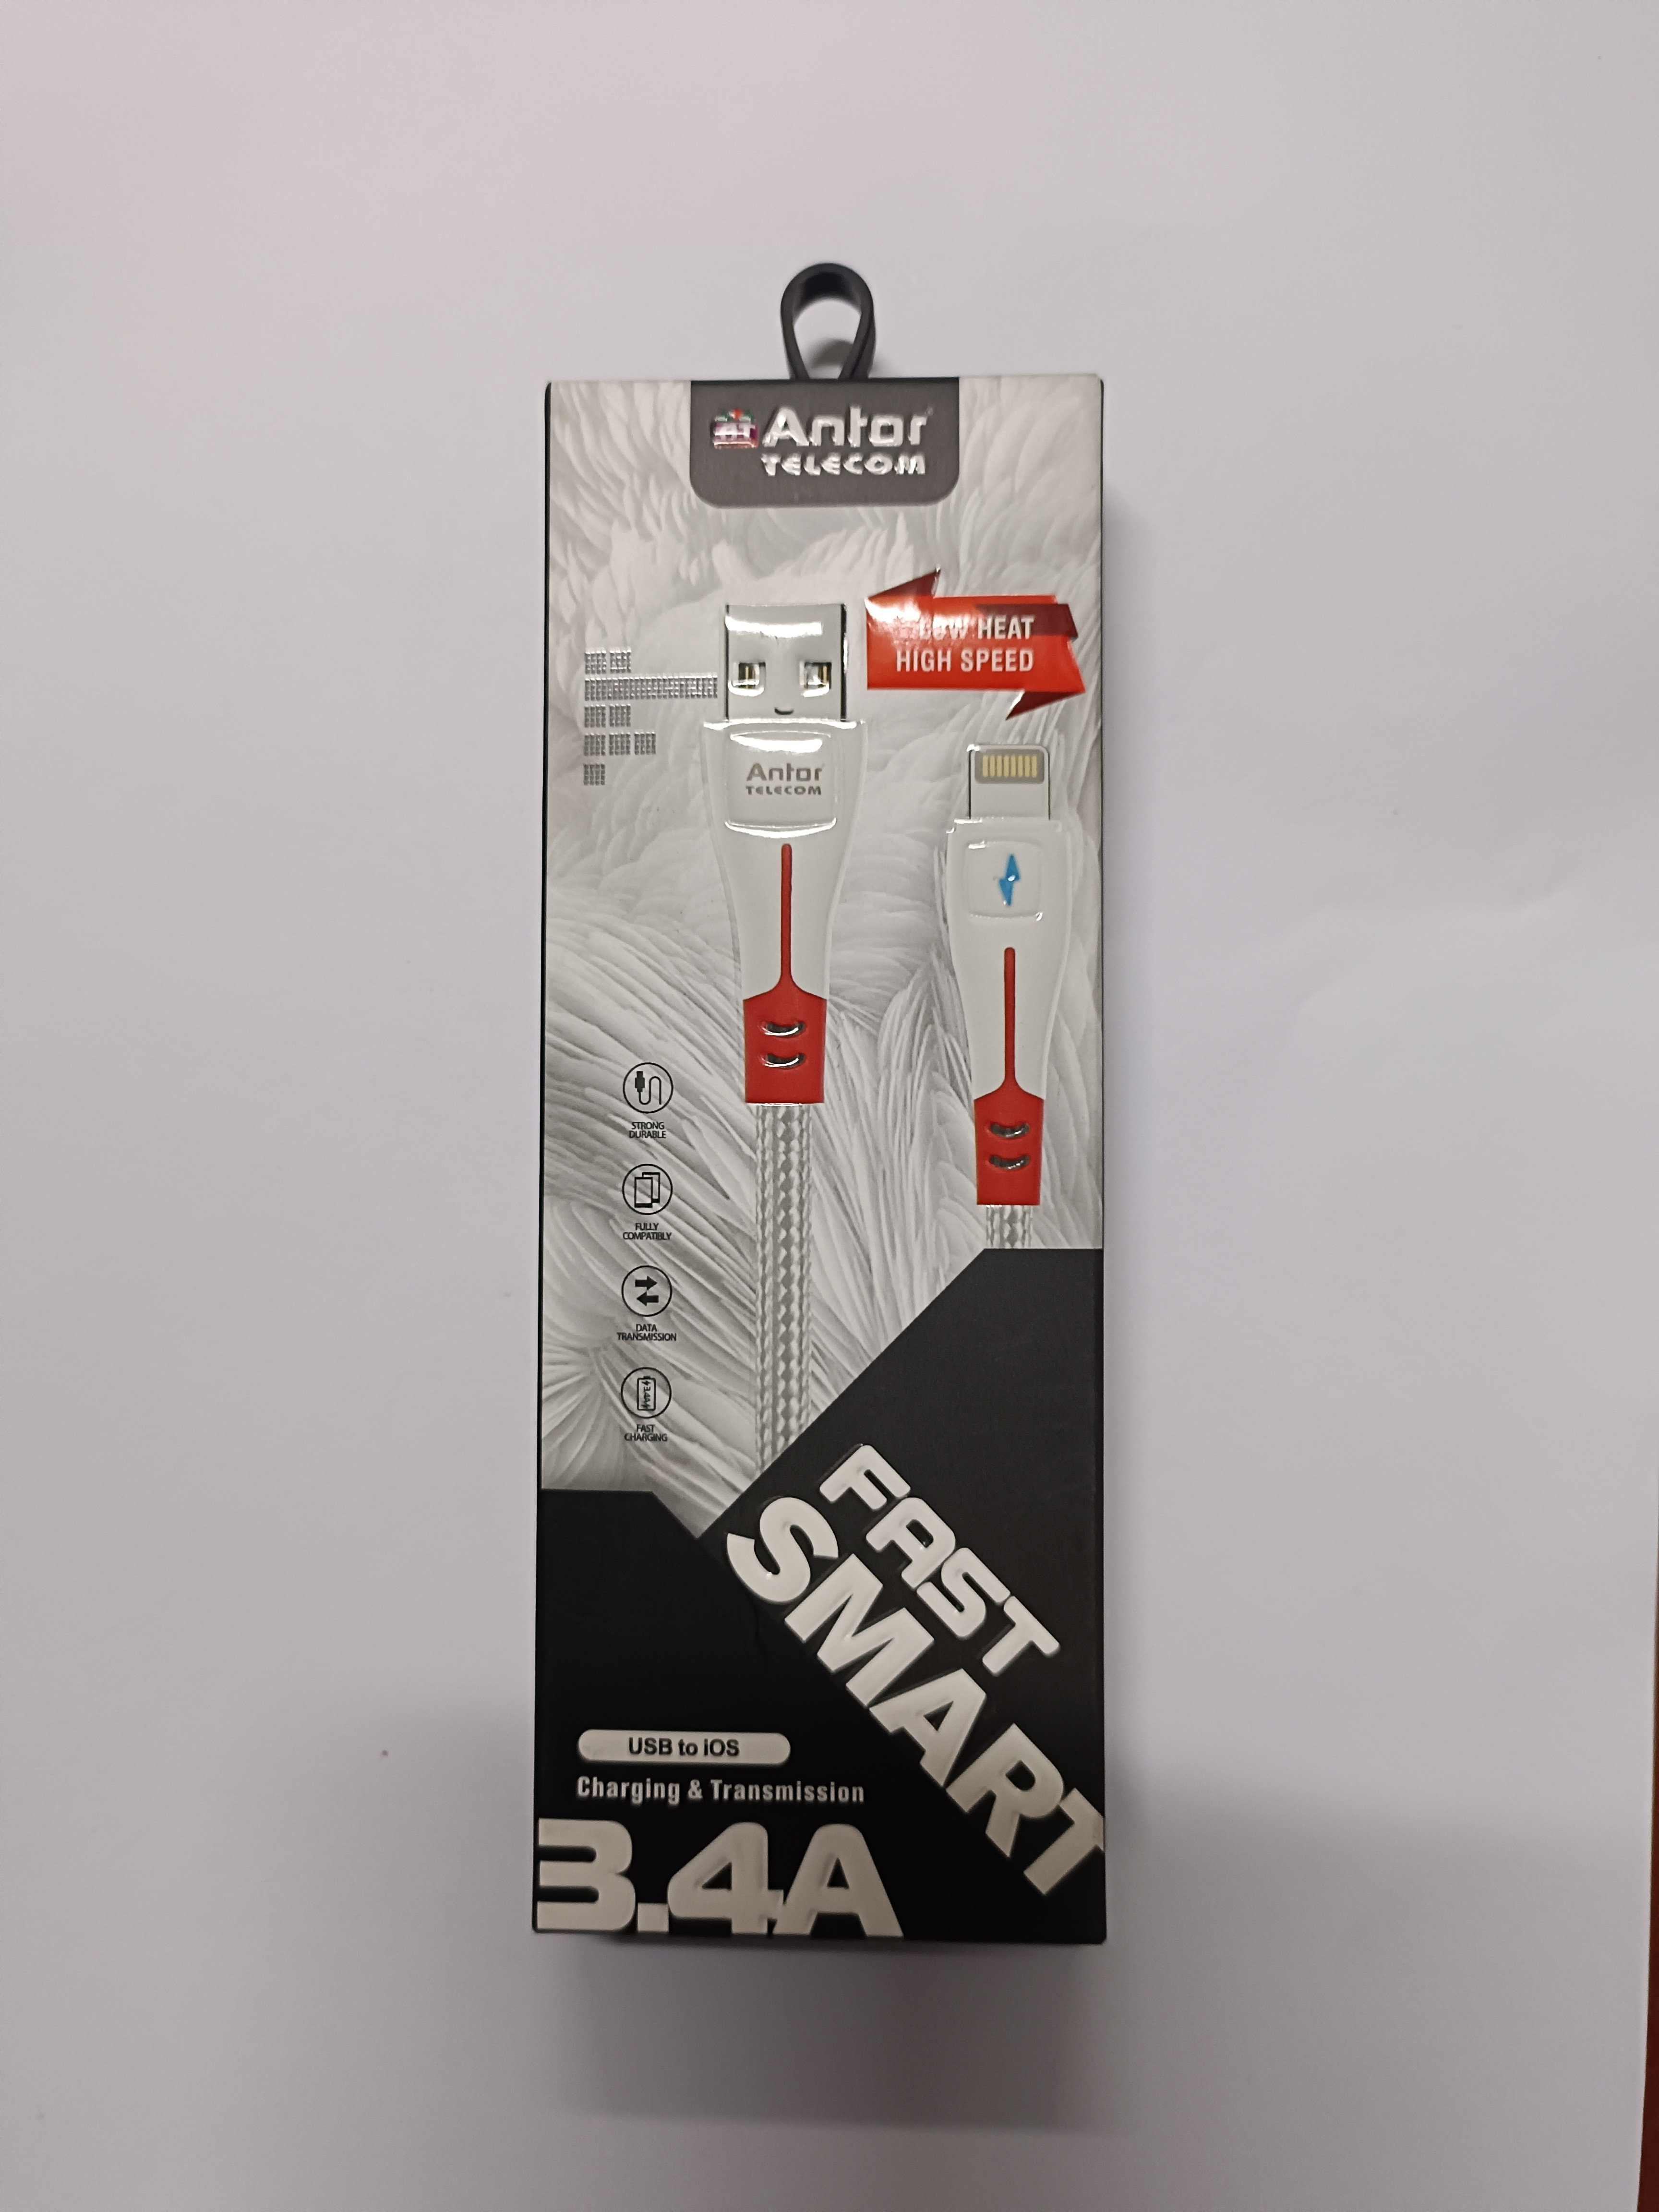 AT Antor
TELECOM
LOW HEAT
HIGH SPEED
Antor
TELECOM
STRONG
DURABLE
FULLY
COMPATIBLY
DATA
TRANSMISSION
FAST
CHARGING
FAST
SMART
USB to iOS
Charging & Transmission
3.4A